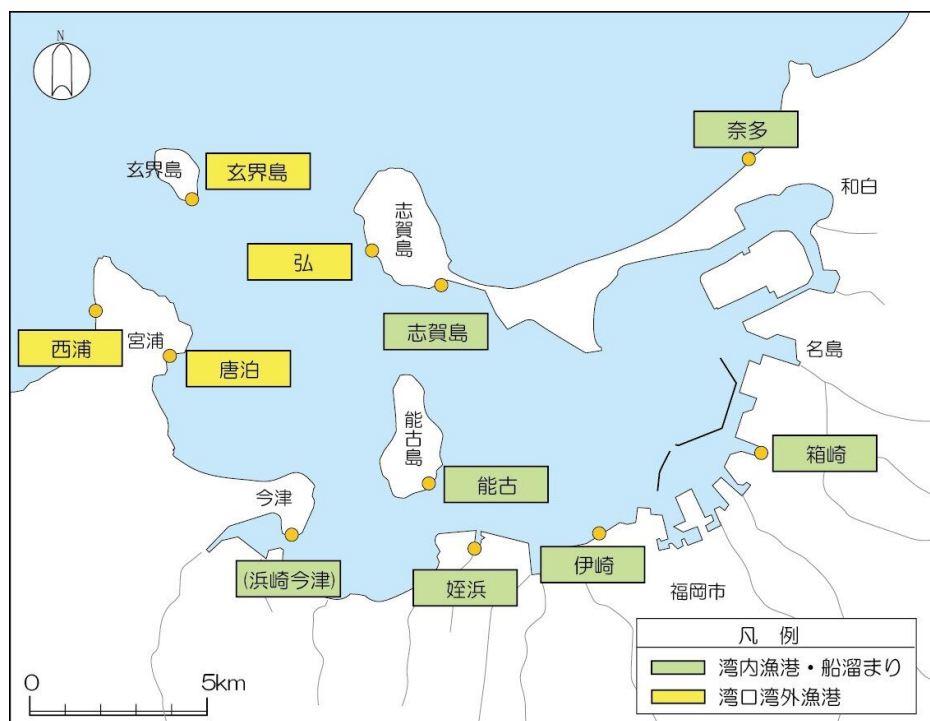 N
奈多
和白
玄界島
玄界島
志賀島
弘
志賀島
西浦
宮浦
唐泊
名島
能古島
能古
箱崎
今津
(浜崎今津)
姪浜
伊崎
福岡市
凡 例
湾内漁港・船溜まり
湾口湾外漁港
0 5km